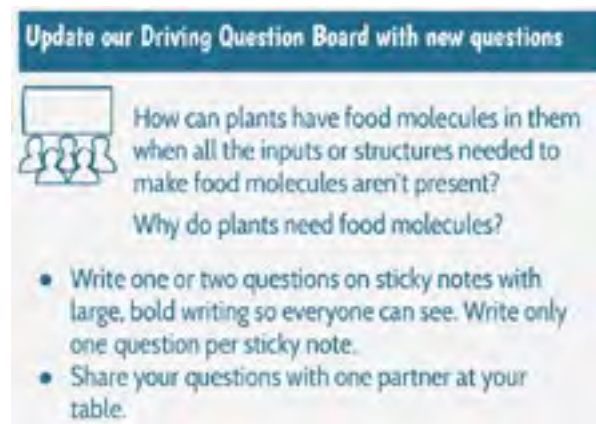 Update our Driving Question Board with new questions
How can plants have food molecules in them
when all the inputs or structures needed to
make food molecules aren't present?
Why do plants need food molecules?
• Write one or two questions on sticky notes with
large, bold writing so everyone can see. Write only
one question per sticky note.
• Share your questions with one partner at your
table.